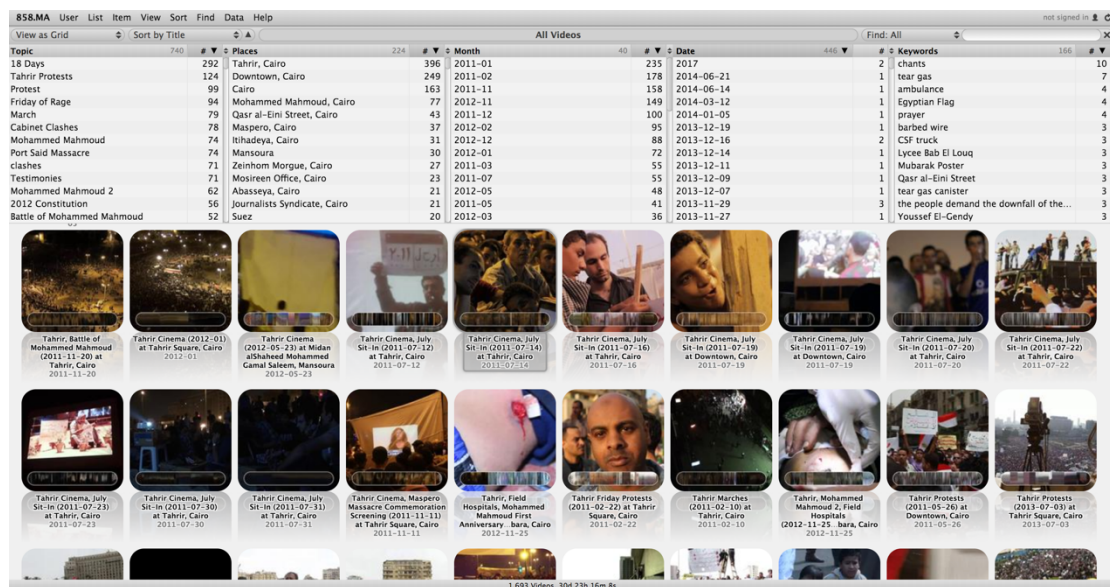 858.MA User List Item View Sort Find Data Help not signed in
View as Grid Sort by Title All Videos Find: All
Topic 740 # Places 224 # Month 40 # Date 446 # Keywords 166 #
18 Days 292 Tahrir, Cairo 396 2011-01 235 2017 2 chants 10
Tahrir Protests 124 Downtown, Cairo 249 2011-02 178 2014-06-21 1 tear gas 7
Protest 99 Cairo 163 2011-11 158 2014-06-14 1 ambulance 4
Friday of Rage 94 Mohammed Mahmoud, Cairo 77 2012-11 149 2014-03-12 1 Egyptian Flag 4
March 79 Qasr al-Eini Street, Cairo 43 2011-12 100 2014-01-05 1 prayer 4
Cabinet Clashes 78 Maspero, Cairo 37 2012-02 95 2013-12-19 1 barbed wire 3
Mohammed Mahmoud 74 Itihadeya, Cairo 31 2012-12 88 2013-12-16 2 CSF truck 3
Port Said Massacre 74 Mansoura 30 2012-01 72 2013-12-14 1 Lycee Bab El Louq 3
clashes 71 Zeinhom Morgue, Cairo 27 2011-03 55 2013-12-11 1 Mubarak Poster 3
Testimonies 71 Mosireen Office, Cairo 23 2011-07 55 2013-12-09 1 Qasr al-Eini Street 3
Mohammed Mahmoud 2 62 Abasseya, Cairo 21 2012-05 48 2013-12-07 1 tear gas canister 3
2012 Constitution 56 Journalists Syndicate, Cairo 21 2011-05 41 2013-11-29 3 the people demand the downfall of the... 3
Battle of Mohammed Mahmoud 52 Suez 20 2012-03 36 2013-11-27 1 Youssef El-Gendy 3
Tahrir, Battle of
Mohammed Mahmoud
(2011-11-20) at
Tahrir, Cairo
2011-11-20
Tahrir Cinema (2012-01)
at Tahrir Square, Cairo
2012-01
Tahrir Cinema
(2012-05-23) at Midan
alShaheed Mohammed
Gamal Saleem, Mansoura
2012-05-23
Tahrir Cinema, July
Sit-In (2011-07-12)
at Tahrir, Cairo
2011-07-12
Tahrir Cinema, July
Sit-In (2011-07-14)
at Tahrir, Cairo
2011-07-14
Tahrir Cinema, July
Sit-In (2011-07-16)
at Tahrir, Cairo
2011-07-16
Tahrir Cinema, July
Sit-In (2011-07-19)
at Downtown, Cairo
2011-07-19
Tahrir Cinema, July
Sit-In (2011-07-19)
at Downtown, Cairo
2011-07-19
Tahrir Cinema, July
Sit-In (2011-07-20)
at Tahrir, Cairo
2011-07-20
Tahrir Cinema, July
Sit-In (2011-07-22)
at Tahrir, Cairo
2011-07-22
Tahrir Cinema, July
Sit-In (2011-07-23)
at Tahrir, Cairo
2011-07-23
Tahrir Cinema, July
Sit-In (2011-07-30)
at Tahrir, Cairo
2011-07-30
Tahrir Cinema, July
Sit-In (2011-07-31)
at Tahrir, Cairo
2011-07-31
Tahrir Cinema, Maspero
Massacre Commemoration
Screening (2011-11-11)
at Tahrir Square, Cairo
2011-11-11
Tahrir, Field
Hospitals, Mohammed
Mahmoud First
Anniversary...bara, Cairo
2012-11-25
Tahrir Friday Protests
(2011-02-22) at Tahrir
Square, Cairo
2011-02-22
Tahrir Marches
(2011-02-10) at
Tahrir, Cairo
2011-02-10
Tahrir, Mohammed
Mahmoud 2, Field
Hospitals
(2012-11-25...bara, Cairo
2012-11-25
Tahrir Protests
(2011-05-26) at
Downtown, Cairo
2011-05-26
Tahrir Protests
(2013-07-03) at
Tahrir Square, Cairo
2013-07-03
1,693 Videos, 30d 23h 16m 8s